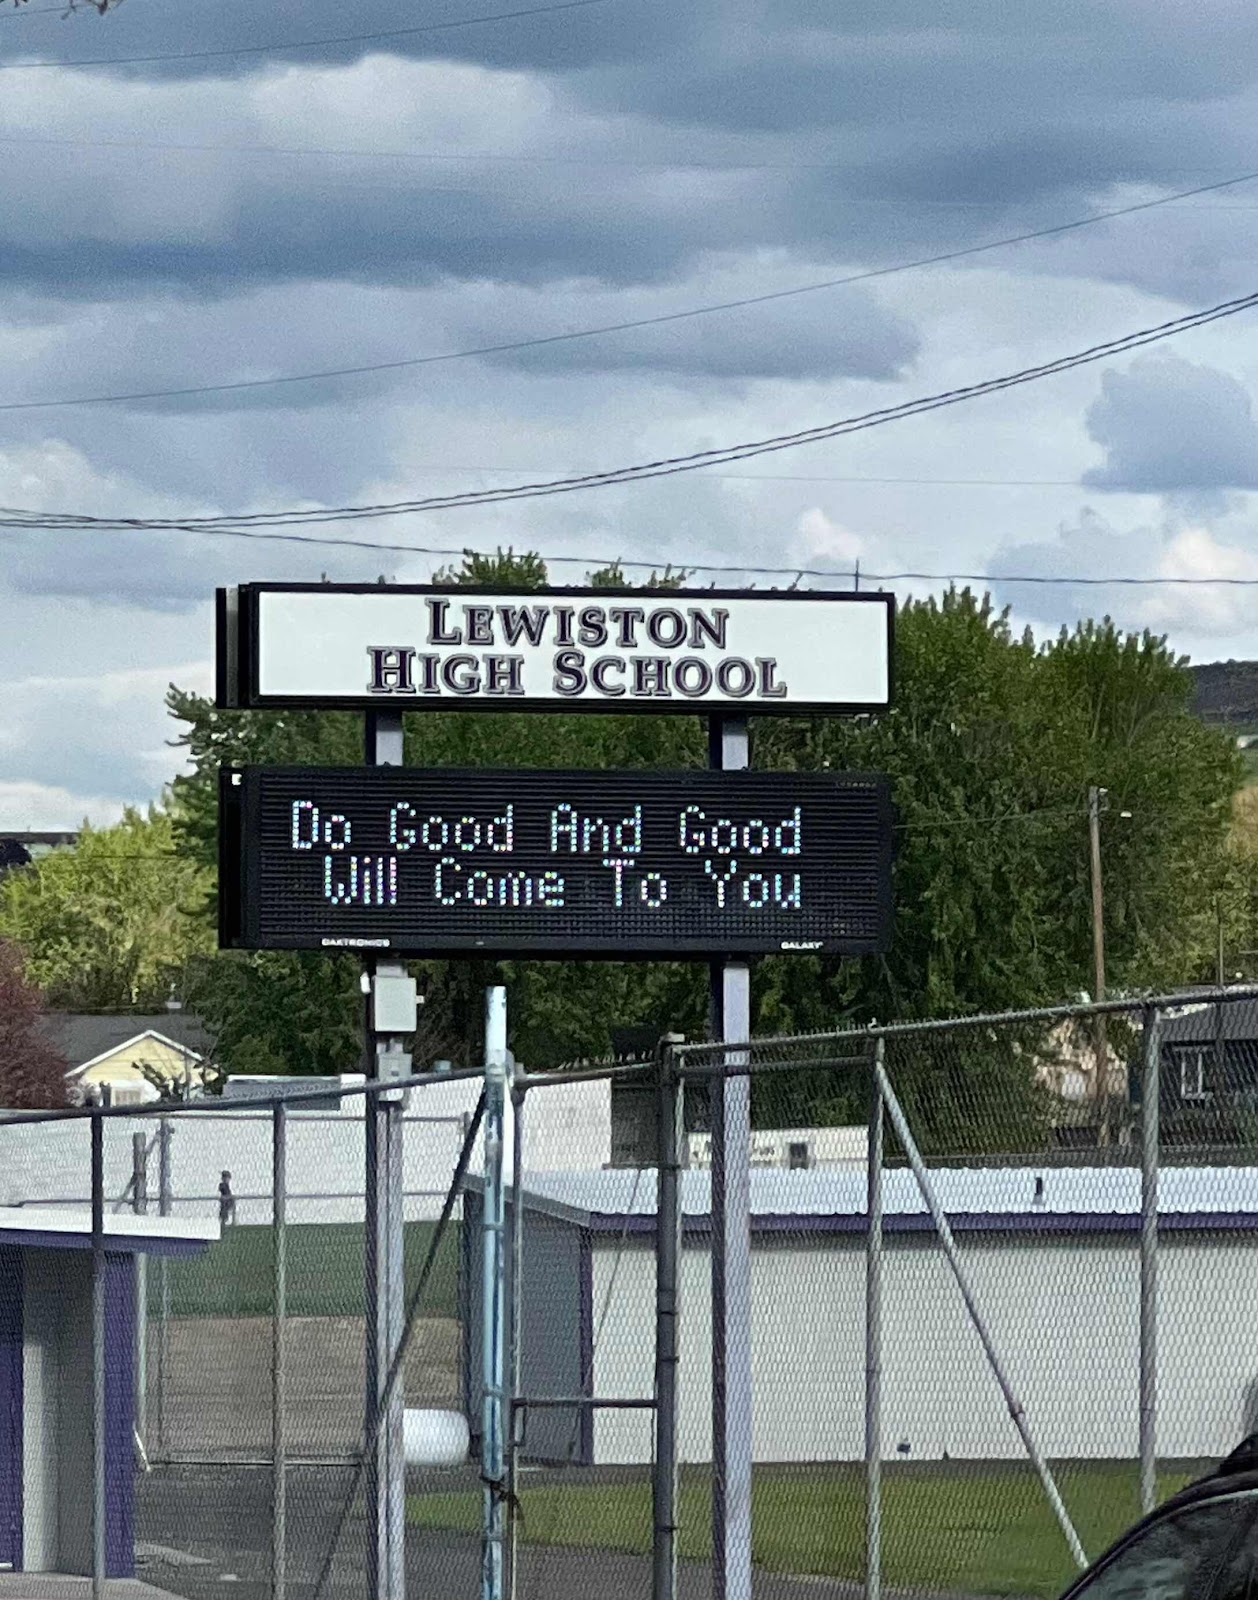 LEWISTON
HIGH SCHOOL
Do Good And Good
Will Come To You
DAKTRONICS
GALAXY